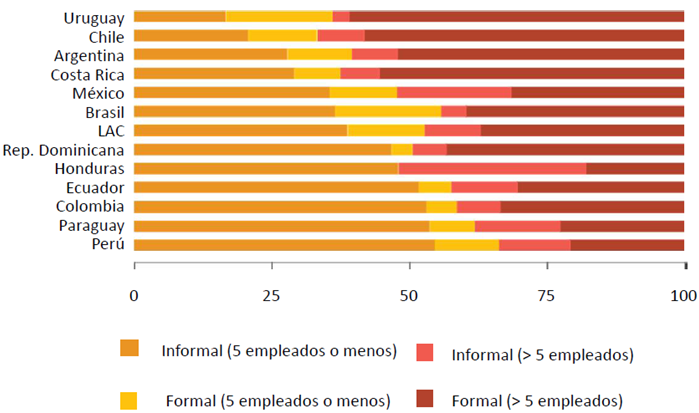 Uruguay
Chile
Argentina
Costa Rica
México
Brasil
LAC
Rep. Dominicana
Honduras
Ecuador
Colombia
Paraguay
Perú
0 25 50 75 100
Informal (5 empleados o menos) Informal (> 5 empleados)
Formal (5 empleados o menos) Formal (> 5 empleados)